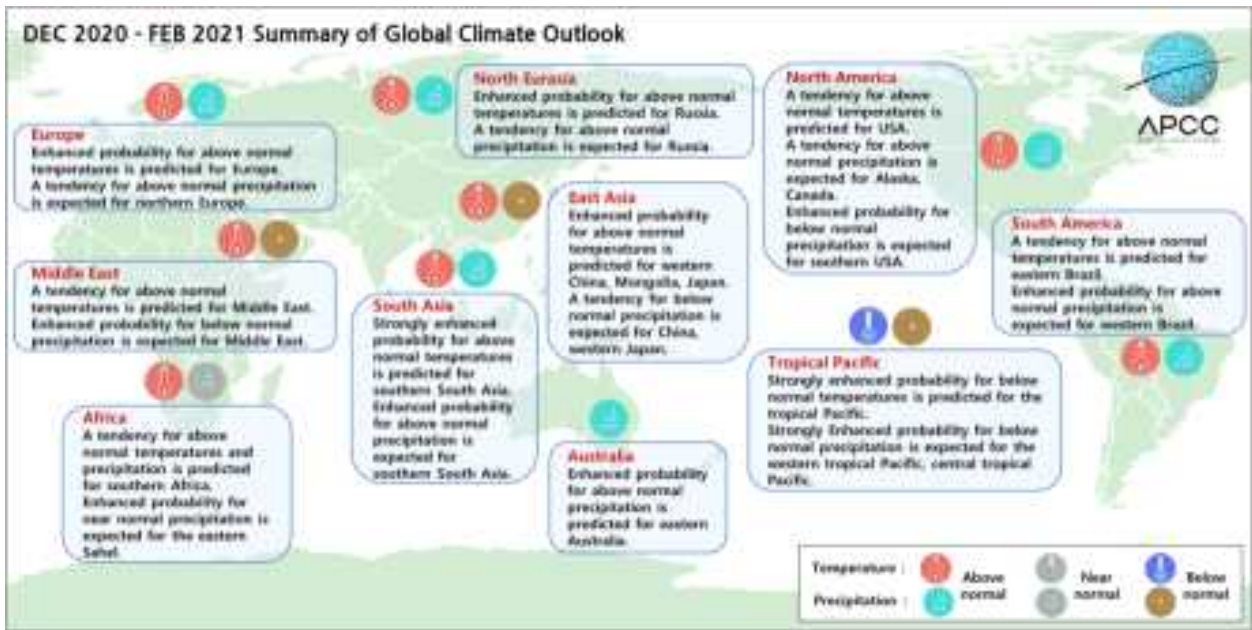 DEC 2020 - FEB 2021 Summary of Global Climate Outlook
APCC
North Eurasia
Enhanced probability for above normal
temperatures is predicted for Russia.
A tendency for above normal
precipitation is expected for Russia.
North America
A tendency for above
normal temperatures is
predicted for USA.
A tendency for above
normal precipitation is
expected for Alaska,
Canada.
Enhanced probability for
below normal
precipitation is expected
for southern USA.
Europe
Enhanced probability for above normal
temperatures is predicted for Europe.
A tendency for above normal precipitation
is expected for northern Europe.
East Asia
Enhanced probability
for above normal
temperatures is
predicted for western
China, Mongolia, Japan.
A tendency for below
normal precipitation is
expected for China,
western Japan.
South America
A tendency for above normal
temperatures is predicted for
eastern Brazil.
Enhanced probability for above
normal precipitation is
expected for western Brazil.
Middle East
A tendency for above normal
temperatures is predicted for Middle East.
Enhanced probability for below normal
precipitation is expected for Middle East.
South Asia
Strongly enhanced
probability for above
normal temperatures
is predicted for
southern South Asia.
Enhanced probability
for above normal
precipitation is
expected for
southern South Asia.
Tropical Pacific
Strongly enhanced probability for below
normal temperatures is predicted for the
tropical Pacific.
Strongly Enhanced probability for below
normal precipitation is expected for the
western tropical Pacific, central tropical
Pacific.
Africa
A tendency for above
normal temperatures and
precipitation is predicted
for southern Africa.
Enhanced probability for
near normal precipitation is
expected for the eastern
Sahel.
Australia
Enhanced probability
for above normal
precipitation is
predicted for eastern
Australia.
Temperature :
Precipitation :
Above
normal
Near
normal
Below
normal